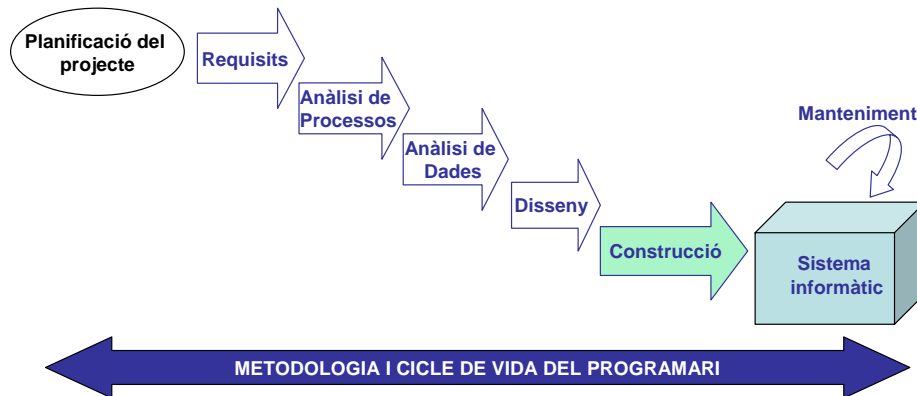 Planificació del
projecte
Requisits
Anàlisi de
Processos
Anàlisi de
Dades
Disseny
Construcció
Manteniment
Sistema
informàtic
METODOLOGIA I CICLE DE VIDA DEL PROGRAMARI